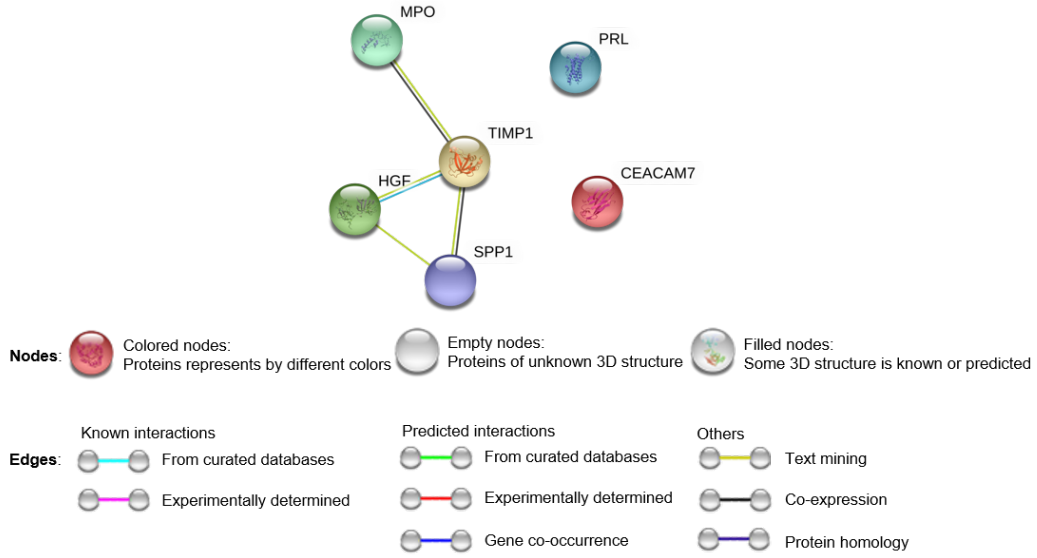 MPO
PRL
TIMP1
CEACAM7
HGF
SPP1
Nodes:
Colored nodes:
Proteins represents by different colors
Empty nodes:
Proteins of unknown 3D structure
Filled nodes:
Some 3D structure is known or predicted
Edges:
Known interactions
From curated databases
Experimentally determined
Predicted interactions
From curated databases
Experimentally determined
Gene co-occurrence
Others
Text mining
Co-expression
Protein homology